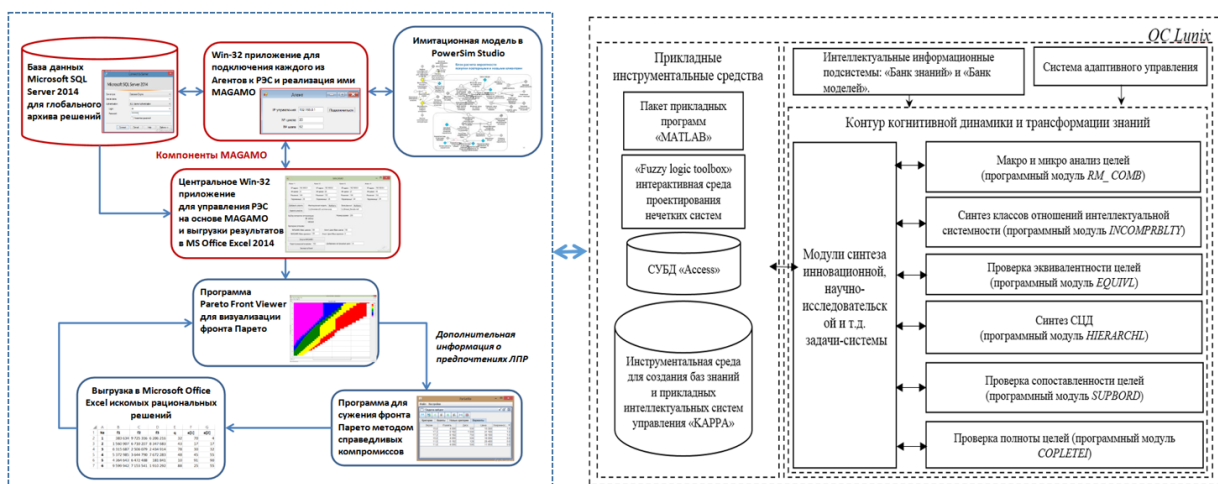 База данных
Microsoft SQL
Server 2014
для глобального
архива решений
Win-32 приложение для
подключения каждого из
Агентов к РЭС и реализация ими
MAGAMO
Имитационная модель в
PowerSim Studio
Компоненты MAGAMO
Центральное Win-32
приложение
для управления РЭС
на основе MAGAMO
и выгрузки результатов
в MS Office Excel 2014
Программа
Pareto Front Viewer
для визуализации
фронта Парето
Дополнительная
информация о
предпочтениях ЛПР
Выгрузка в Microsoft Office
Excel искомых рациональных
решений
Программа для
сужения фронта
Парето методом
справедливых
компромиссов
ОС Lunix
Прикладные
инструментальные средства
Пакет прикладных
программ
«MATLAB»
«Fuzzy logic toolbox»
интерактивная среда
проектирования
нечетких систем
СУБД «Access»
Инструментальная среда
для создания баз знаний
и прикладных
интеллектуальных систем
управления «KAPPA»
Интеллектуальные информационные
подсистемы: «Банк знаний» и «Банк
моделей».
Система адаптивного управления
Контур когнитивной динамики и трансформации знаний
Модули синтеза
инновационной,
научно-
исследовательск
ой и т.д.
задачи-системы
Макро и микро анализ целей
(программный модуль RM_ COMB)
Синтез классов отношений интеллектуальной
системности (программный модуль INCOMPRBLTY)
Проверка эквивалентности целей
(программный модуль EQUIVL)
Синтез СЦД
(программный модуль HIERARCHL)
Проверка сопоставленности целей
(программный модуль SUPBORD)
Проверка полноты целей (программный модуль
COPLETEI)